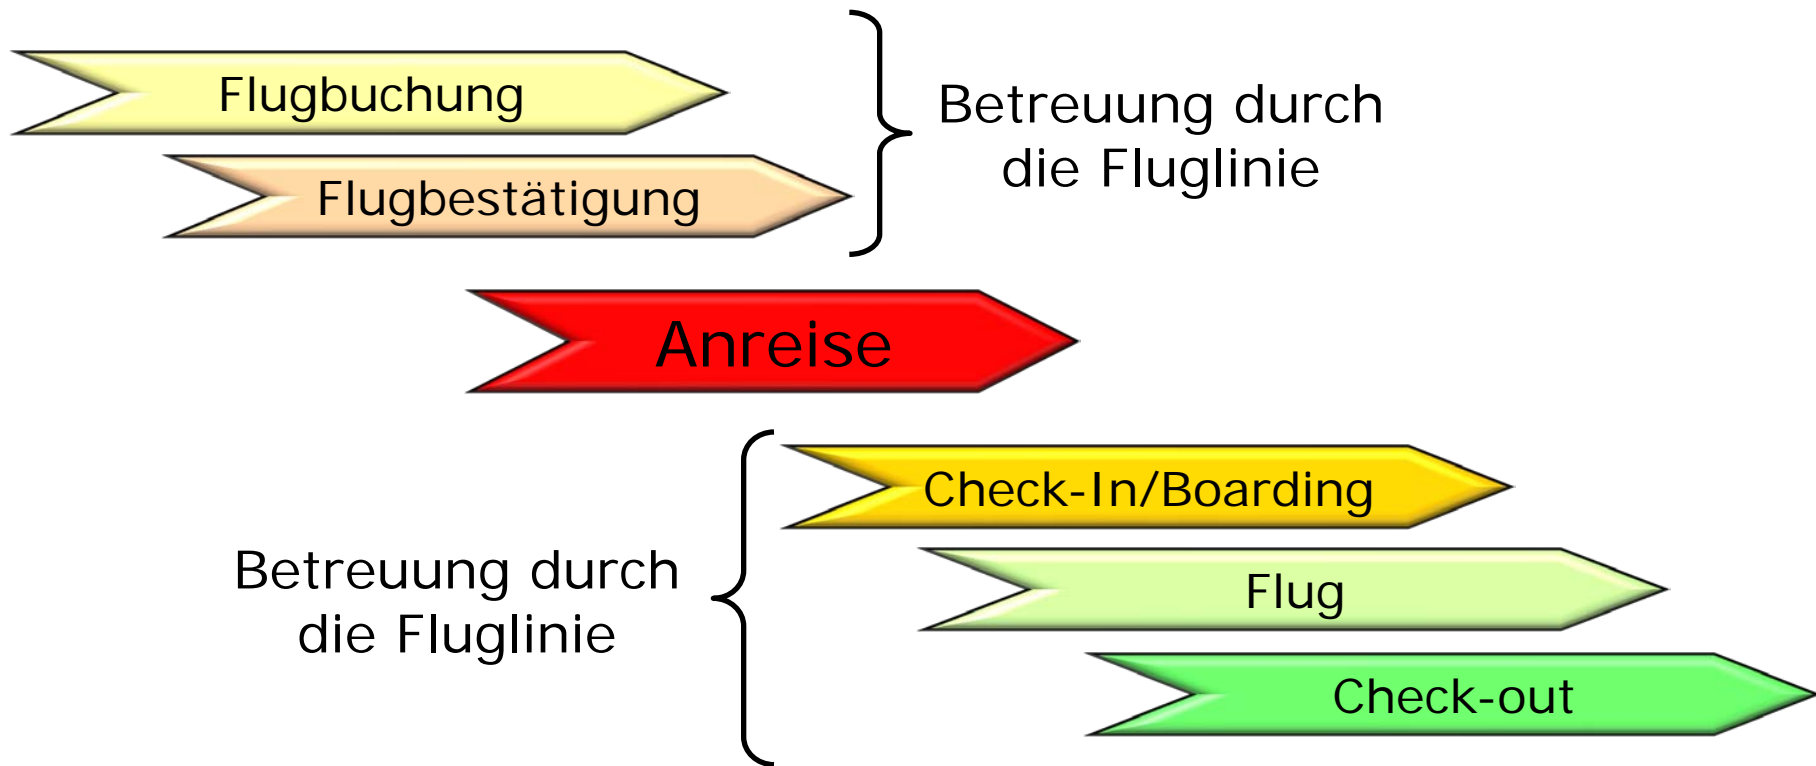 Flugbuchung
Betreuung durch
die Fluglinie
Flugbestätigung
Anreise
Check-In/Boarding
Betreuung durch
die Fluglinie
Flug
Check-out